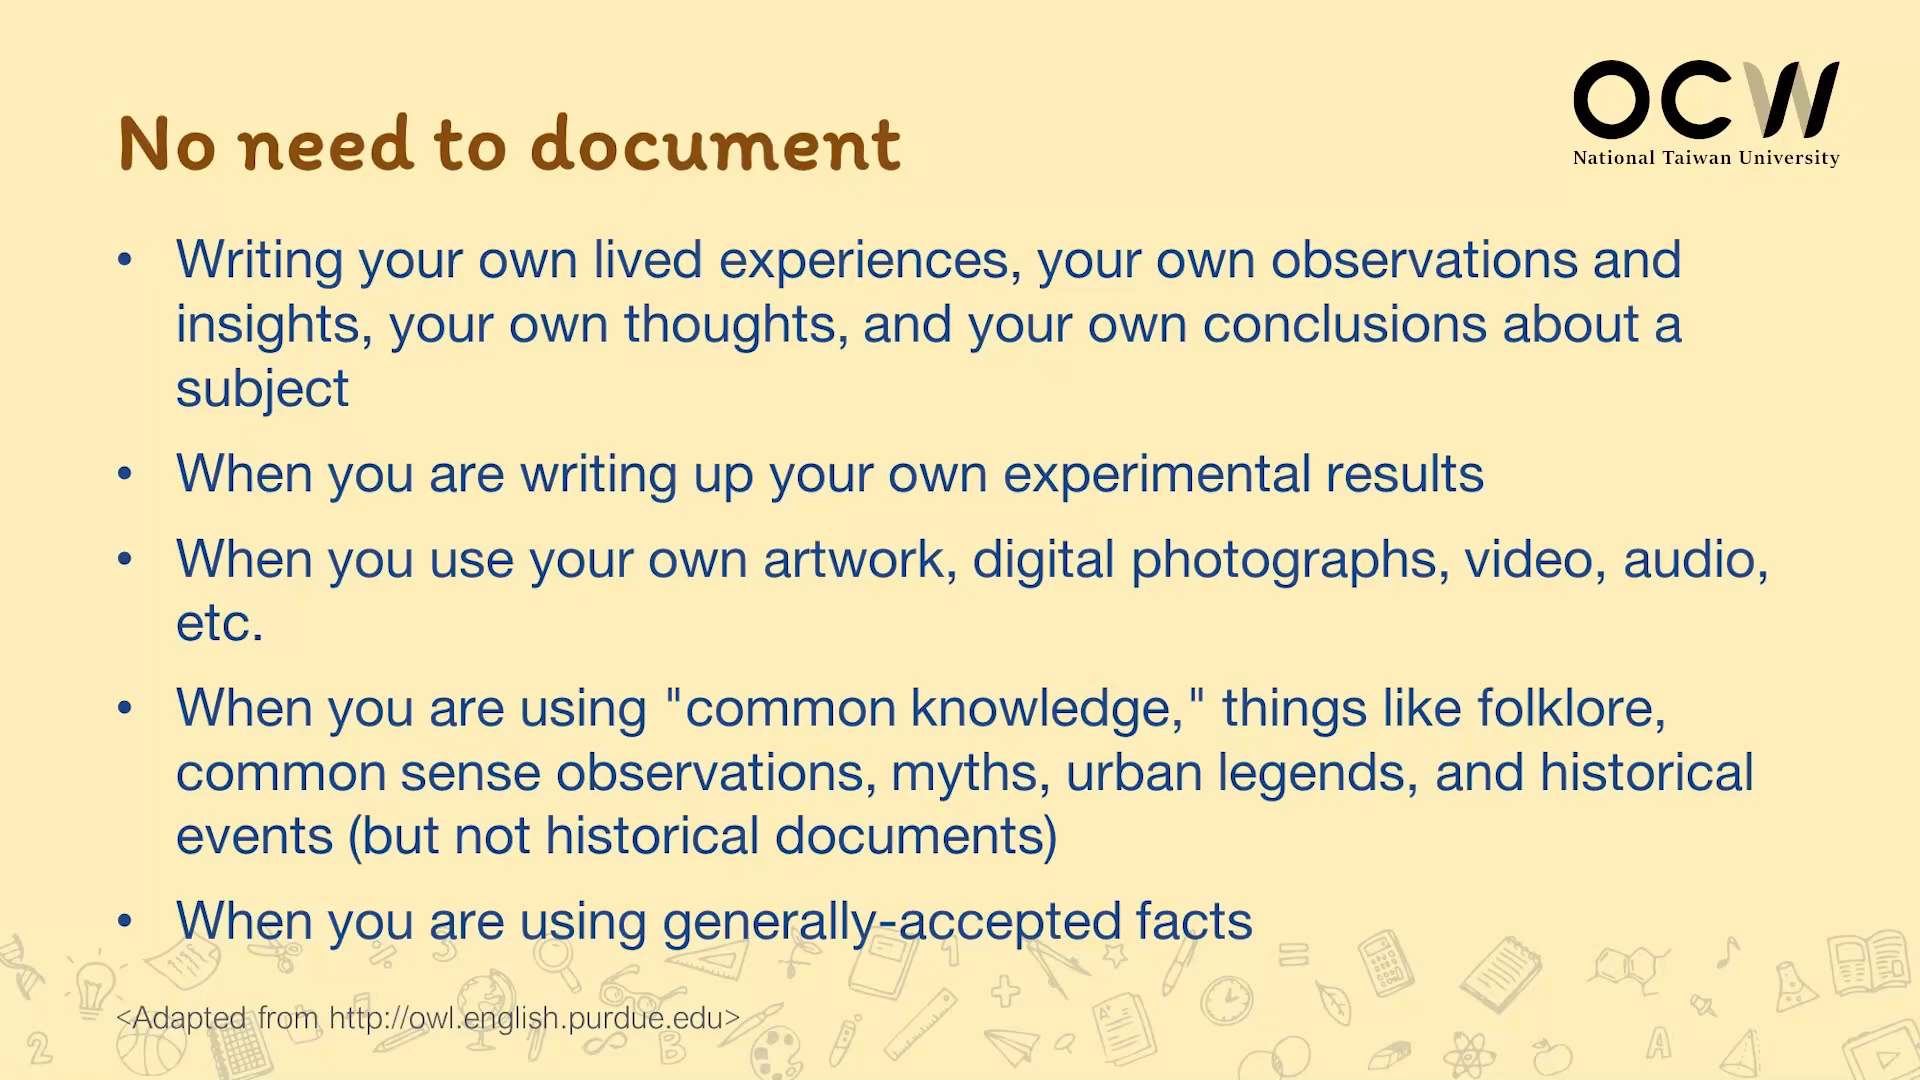 OCW
National Taiwan University
No need to document
• Writing your own lived experiences, your own observations and
insights, your own thoughts, and your own conclusions about a
subject
• When you are writing up your own experimental results
• When you use your own artwork, digital photographs, video, audio,
etc.
• When you are using "common knowledge," things like folklore,
common sense observations, myths, urban legends, and historical
events (but not historical documents)
• When you are using generally-accepted facts
<Adapted from http://owl.english.purdue.edu>